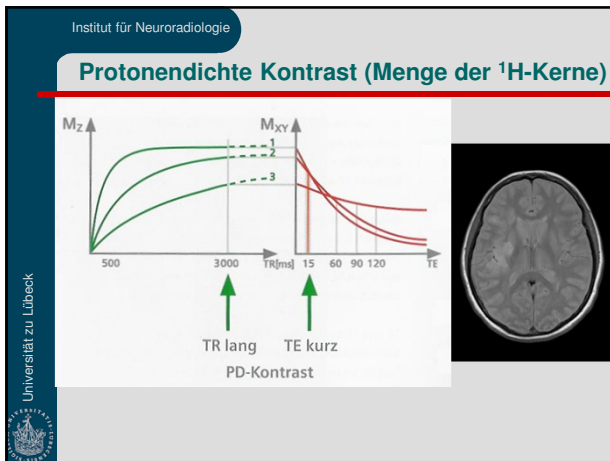 Institut für Neuroradiologie
Protonendichte Kontrast (Menge der ¹H-Kerne)
M_Z
M_XY
1
2
3
500
3000
TR[ms]
15
60
90
120
TE
TR lang
TE kurz
PD-Kontrast
Universität zu Lübeck